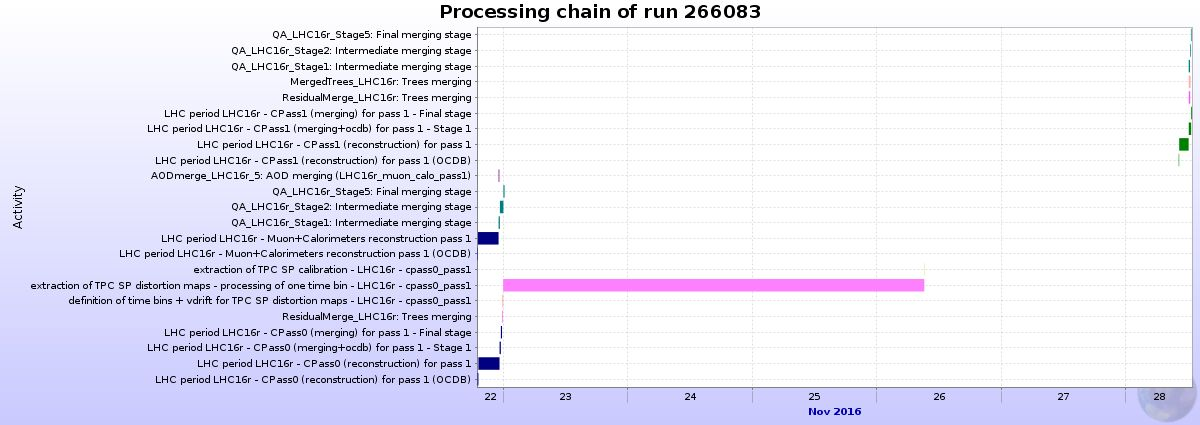 Processing chain of run 266083
QA_LHC16r_Stage5: Final merging stage
QA_LHC16r_Stage2: Intermediate merging stage
QA_LHC16r_Stage1: Intermediate merging stage
MergedTrees_LHC16r: Trees merging
ResidualMerge_LHC16r: Trees merging
LHC period LHC16r - CPass1 (merging) for pass 1 - Final stage
LHC period LHC16r - CPass1 (merging+ocdb) for pass 1 - Stage 1
LHC period LHC16r - CPass1 (reconstruction) for pass 1
LHC period LHC16r - CPass1 (reconstruction) for pass 1 (OCDB)
AODmerge_LHC16r_5: AOD merging (LHC16r_muon_calo_pass1)
QA_LHC16r_Stage5: Final merging stage
QA_LHC16r_Stage2: Intermediate merging stage
QA_LHC16r_Stage1: Intermediate merging stage
LHC period LHC16r - Muon+Calorimeters reconstruction pass 1
LHC period LHC16r - Muon+Calorimeters reconstruction pass 1 (OCDB)
extraction of TPC SP calibration - LHC16r - cpass0_pass1
extraction of TPC SP distortion maps - processing of one time bin - LHC16r - cpass0_pass1
definition of time bins + vdrift for TPC SP distortion maps - LHC16r - cpass0_pass1
ResidualMerge_LHC16r: Trees merging
LHC period LHC16r - CPass0 (merging) for pass 1 - Final stage
LHC period LHC16r - CPass0 (merging+ocdb) for pass 1 - Stage 1
LHC period LHC16r - CPass0 (reconstruction) for pass 1
LHC period LHC16r - CPass0 (reconstruction) for pass 1 (OCDB)
Activity
22 23 24 25 26 27 28
Nov 2016